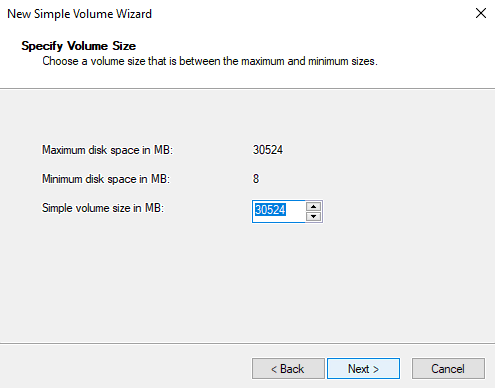 New Simple Volume Wizard
Specify Volume Size
Choose a volume size that is between the maximum and minimum sizes.
Maximum disk space in MB: 30524
Minimum disk space in MB: 8
Simple volume size in MB: 30524
< Back Next > Cancel